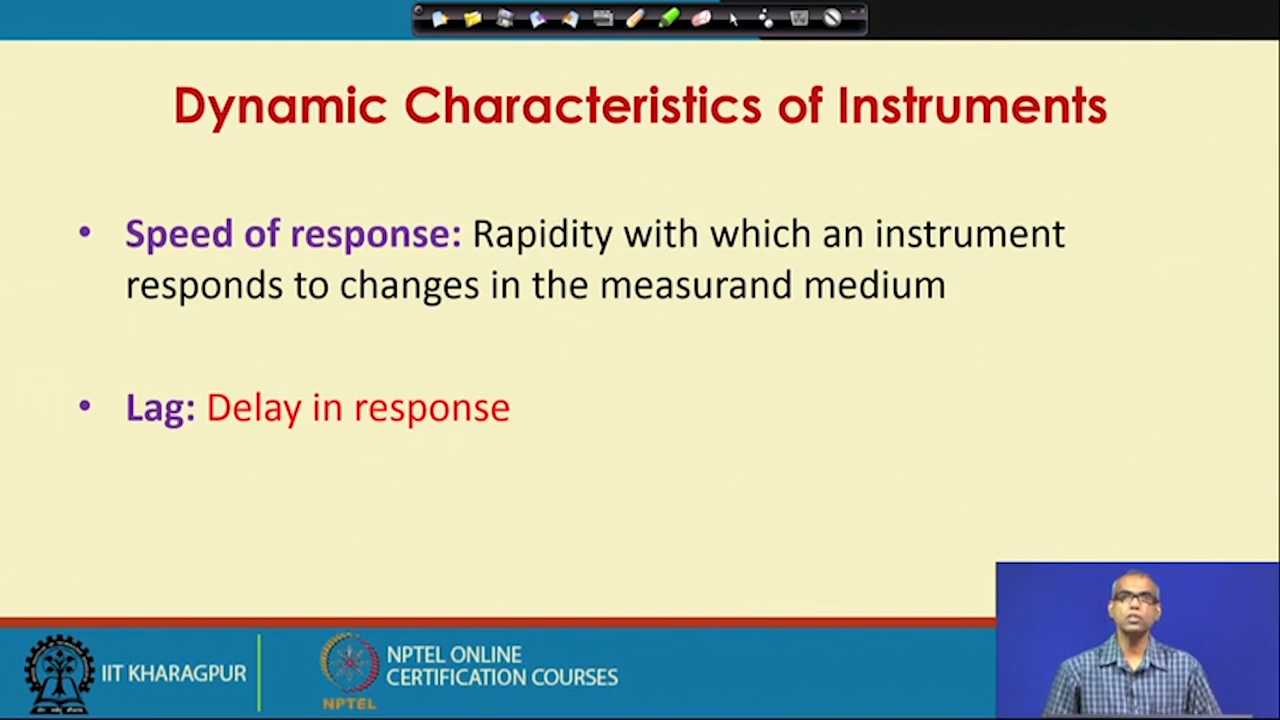 Dynamic Characteristics of Instruments
• Speed of response: Rapidity with which an instrument
responds to changes in the measurand medium
• Lag: Delay in response
IIT KHARAGPUR
NPTEL ONLINE
CERTIFICATION COURSES
NPTEL